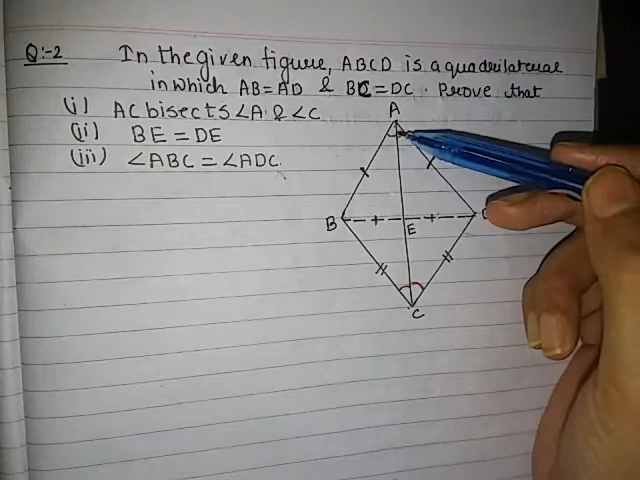 Q:-2 In the given figure, ABCD is a quadrilateral
in which AB=AD & BC=DC. Prove that
(i) AC bisects ∠A & ∠C
(ii) BE = DE
(iii) ∠ABC = ∠ADC.
A
B
E
C